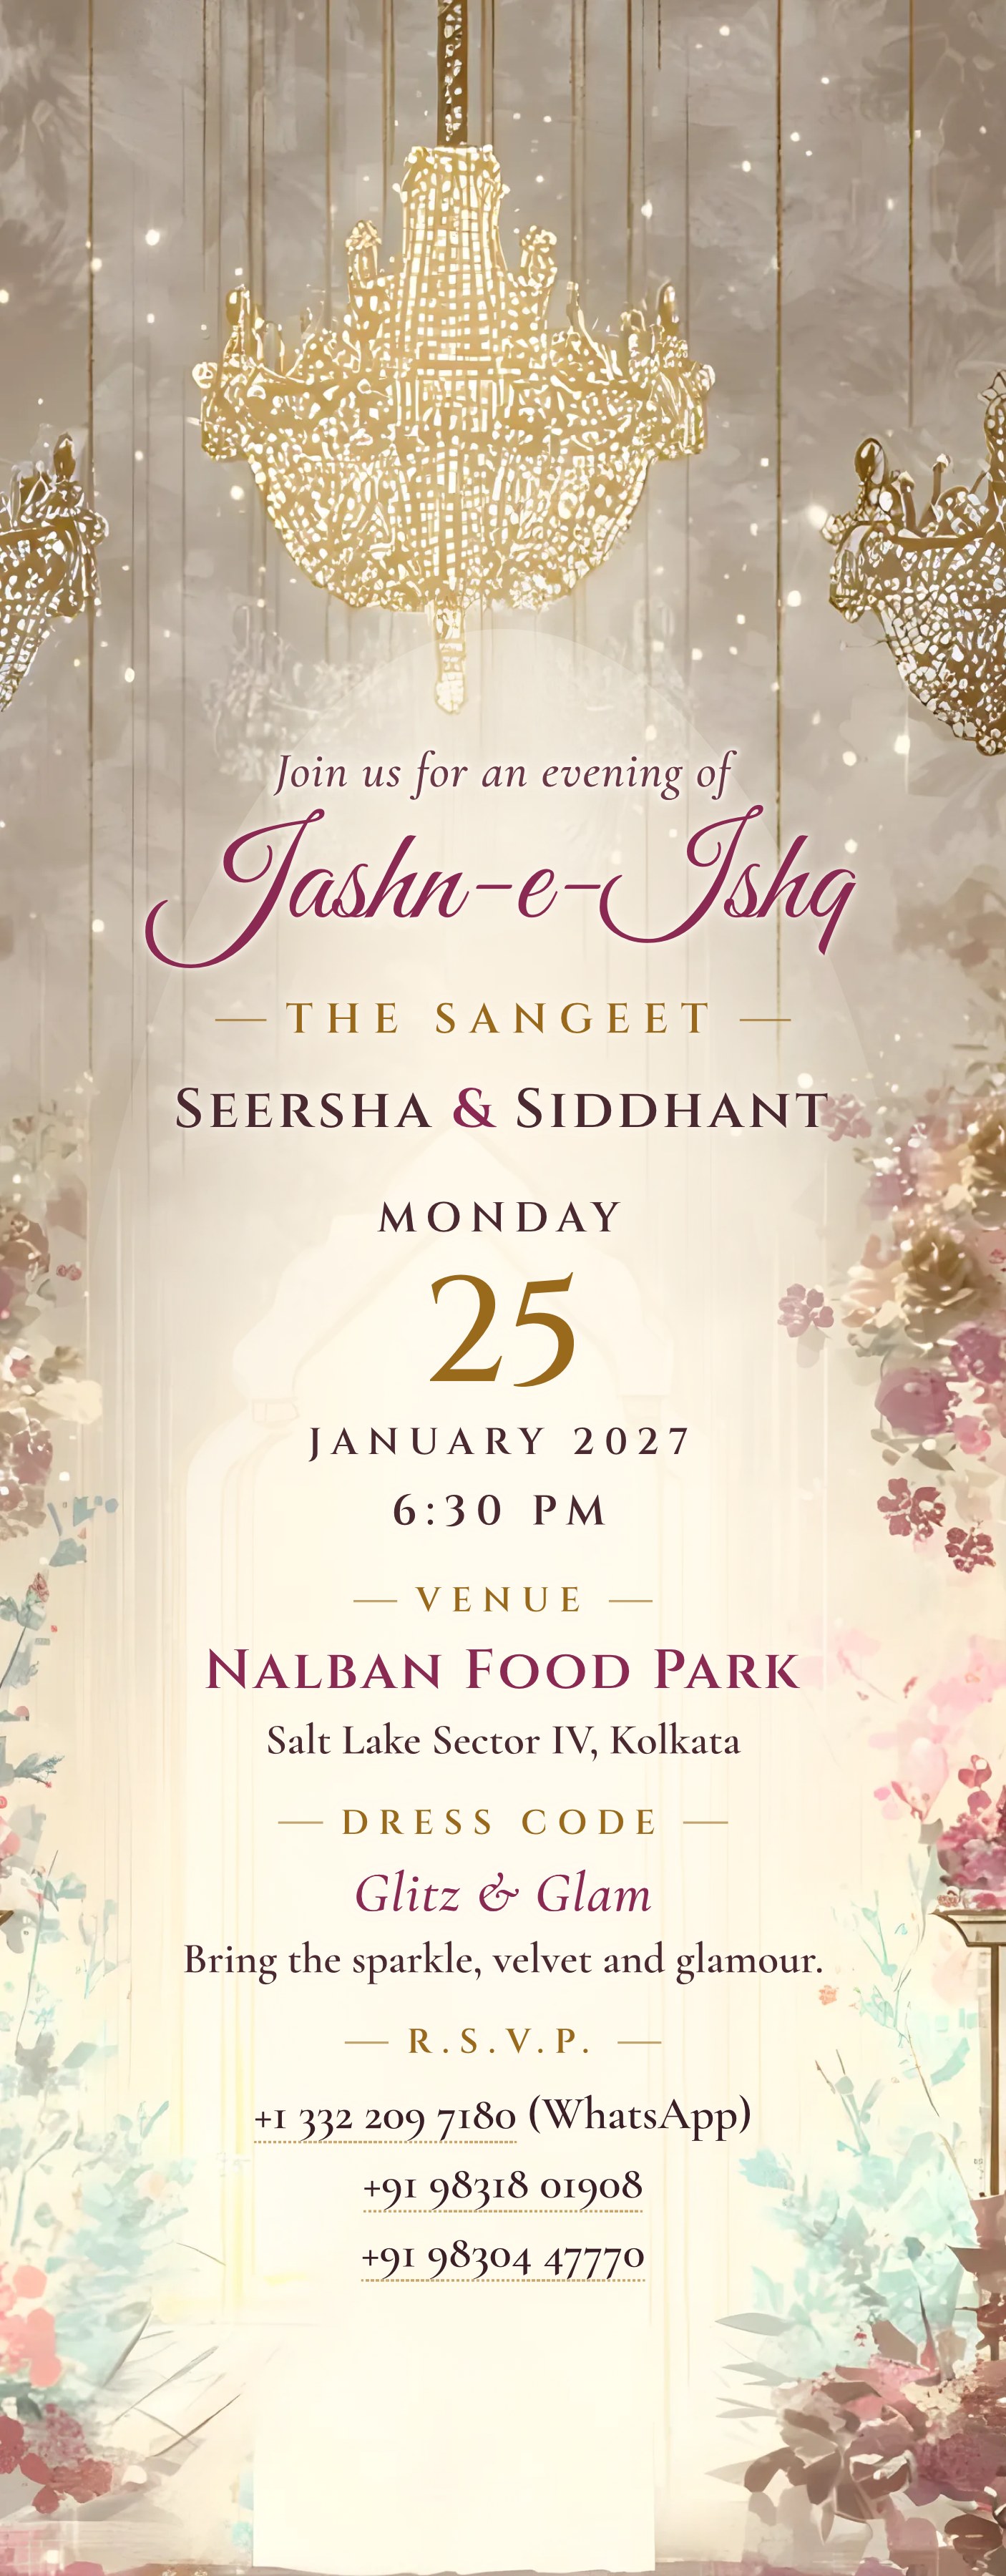 Join us for an evening of
Jashn-e-Ishq
THE SANGEET
SEERSHA & SIDDHANT
MONDAY
25
JANUARY 2027
6:30 PM
VENUE
NALBAN FOOD PARK
Salt Lake Sector IV, Kolkata
DRESS CODE
Glitz & Glam
Bring the sparkle, velvet and glamour.
R.S.V.P.
+1 332 209 7180 (WhatsApp)
+91 98318 01908
+91 98304 47770